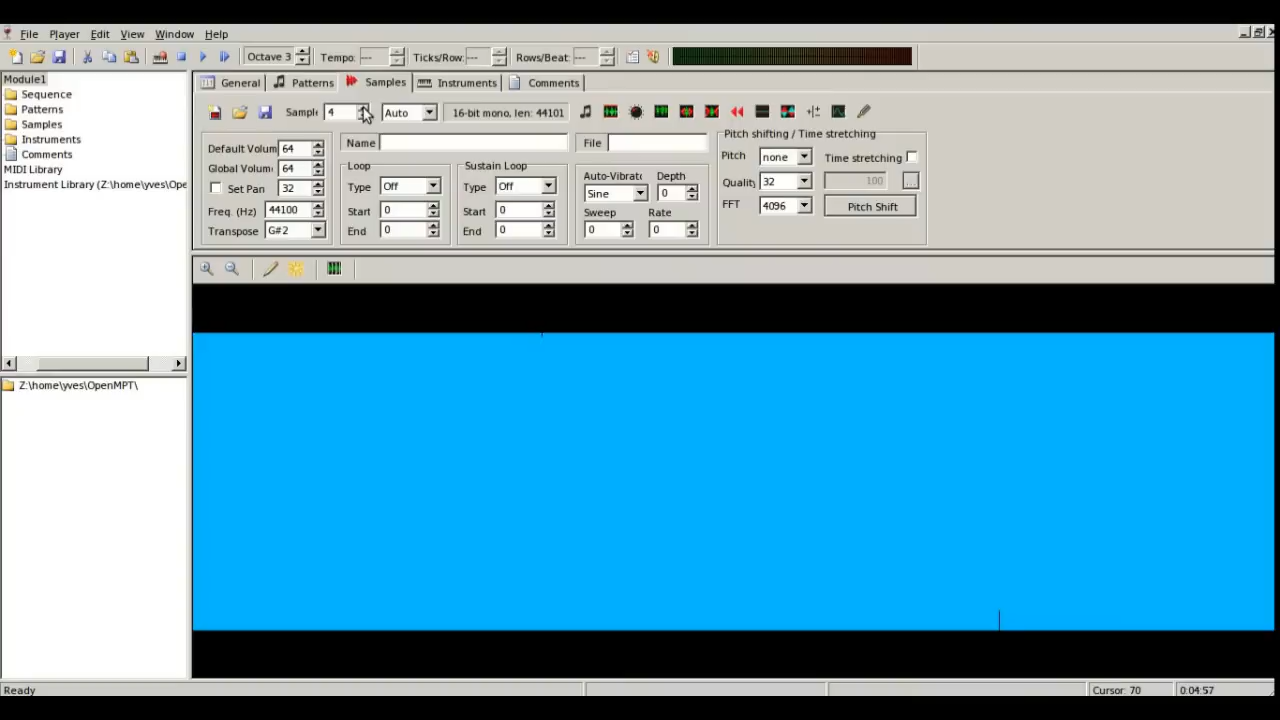 File Player Edit View Window Help
Octave 3 Tempo: --- Ticks/Row: --- Rows/Beat: ---
Module1
Sequence
Patterns
Samples
Instruments
Comments
MIDI Library
Instrument Library (Z:\home\yves\Ope
Z:\home\yves\OpenMPT\
General Patterns Samples Instruments Comments
Sample 4 Auto 16-bit mono, len: 44101
Default Volum 64
Global Volum 64
Set Pan 32
Freq. (Hz) 44100
Transpose G#2
Name
Loop
Type Off
Start 0
End 0
Sustain Loop
Type Off
Start 0
End 0
File
Auto-Vibrato Depth
Sine 0
Sweep Rate
0 0
Pitch shifting / Time stretching
Pitch none Time stretching
Quality 32 100 ...
FFT 4096 Pitch Shift
Ready Cursor: 70 0:04:57